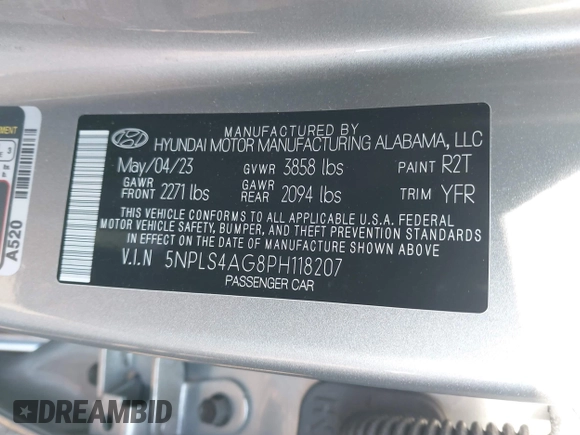 MANUFACTURED BY
HYUNDAI MOTOR MANUFACTURING ALABAMA, LLC
May/04/23 GVWR 3858 lbs PAINT R2T
GAWR FRONT 2271 lbs GAWR REAR 2094 lbs TRIM YFR
THIS VEHICLE CONFORMS TO ALL APPLICABLE U.S.A. FEDERAL
MOTOR VEHICLE SAFETY, BUMPER, AND THEFT PREVENTION STANDARDS
IN EFFECT ON THE DATE OF MANUFACTURE SHOWN ABOVE
V.I.N 5NPLS4AG8PH118207
PASSENGER CAR
A520
3
DREAMBID